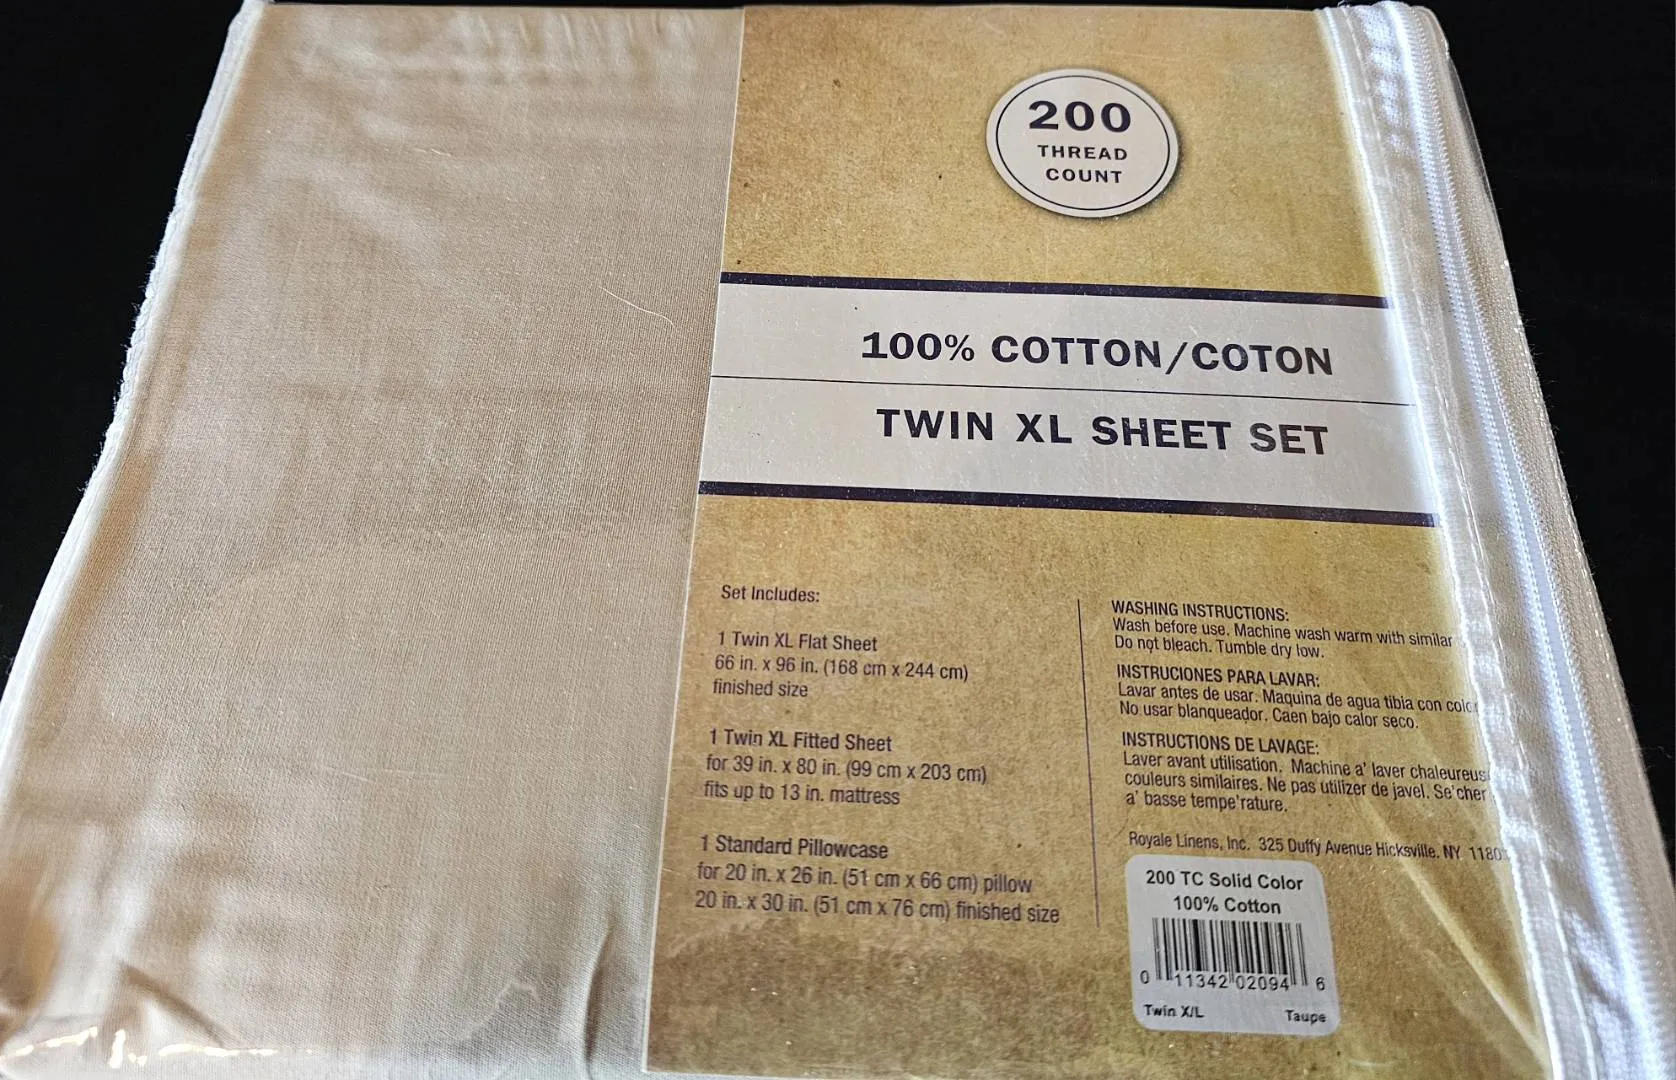 200
THREAD
COUNT
100% COTTON/COTON
TWIN XL SHEET SET
Set Includes:
1 Twin XL Flat Sheet
66 in. x 96 in. (168 cm x 244 cm)
finished size
1 Twin XL Fitted Sheet
for 39 in. x 80 in. (99 cm x 203 cm)
fits up to 13 in. mattress
1 Standard Pillowcase
for 20 in. x 26 in. (51 cm x 66 cm) pillow
20 in. x 30 in. (51 cm x 76 cm) finished size
WASHING INSTRUCTIONS:
Wash before use. Machine wash warm with similar
Do not bleach. Tumble dry low.
INSTRUCIONES PARA LAVAR:
Lavar antes de usar. Maquina de agua tibia con
No usar blanqueador. Caen bajo calor seco.
INSTRUCTIONS DE LAVAGE:
Laver avant utilisation. Machine a' laver
couleurs similaires. Ne pas utilizer de javel. Se'cher
a' basse tempe'rature.
Royale Linens, Inc. 325 Duffy Avenue Hicksville. NY
200 TC Solid Color
100% Cotton
0 11342 02094 6
Twin X/L Taupe